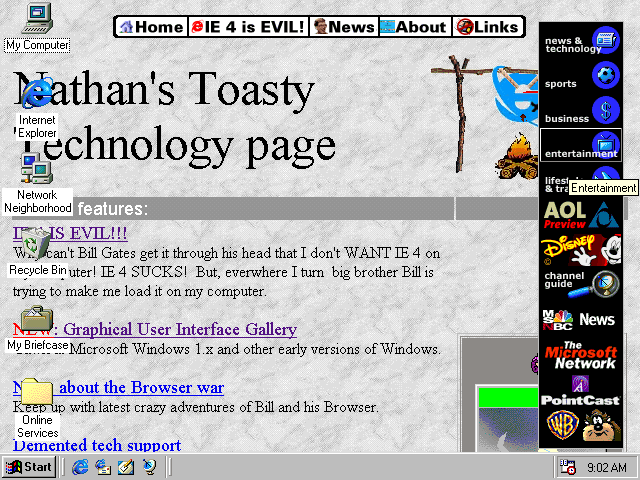 My Computer
Home
IE 4 is EVIL!
News
About
Links
Nathan's Toasty
Technology page
Internet
Explorer
Network
Neighborhood
features:
IE 4 IS EVIL!!!
Why can't Bill Gates get it through his head that I don't WANT IE 4 on
my computer! IE 4 SUCKS! But, everwhere I turn big brother Bill is
trying to make me load it on my computer.
Recycle Bin
NEW: Graphical User Interface Gallery
Microsoft Windows 1.x and other early versions of Windows.
My Briefcase
about the Browser war
Keep up with latest crazy adventures of Bill and his Browser.
Online
Services
Demented tech support
news &
technology
sports
business
entertainment
lifestyle
& tra
Entertainment
AOL
Preview
Disney
channel
guide
MSNBC News
The
Microsoft
Network
PointCast
WB
Start
9:02 AM